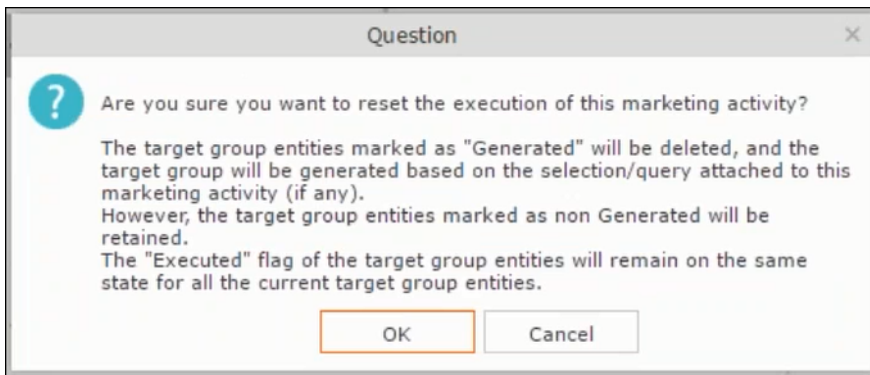 Question
Are you sure you want to reset the execution of this marketing activity?
The target group entities marked as "Generated" will be deleted, and the
target group will be generated based on the selection/query attached to this
marketing activity (if any).
However, the target group entities marked as non Generated will be
retained.
The "Executed" flag of the target group entities will remain on the same
state for all the current target group entities.
OK
Cancel